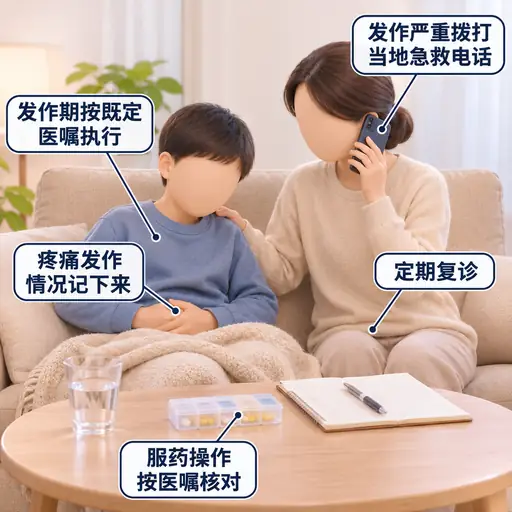 发作严重拨打
当地急救电话
发作期按既定
医嘱执行
疼痛发作
情况记下来
定期复诊
服药操作
按医嘱核对